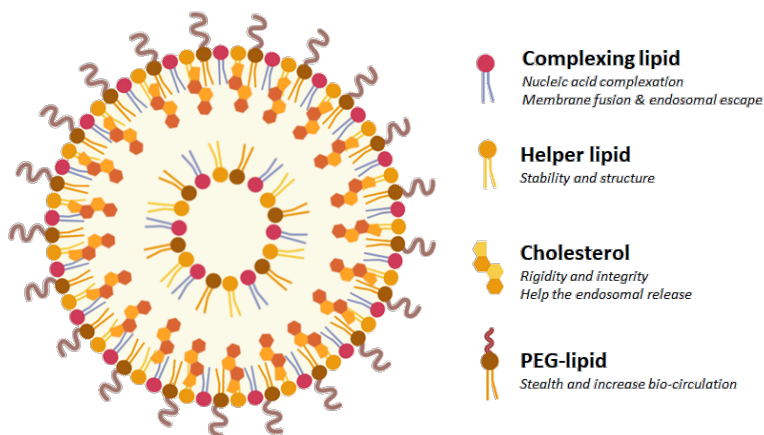 Complexing lipid
Nucleic acid complexation
Membrane fusion & endosomal escape
Helper lipid
Stability and structure
Cholesterol
Rigidity and integrity
Help the endosomal release
PEG-lipid
Stealth and increase bio-circulation